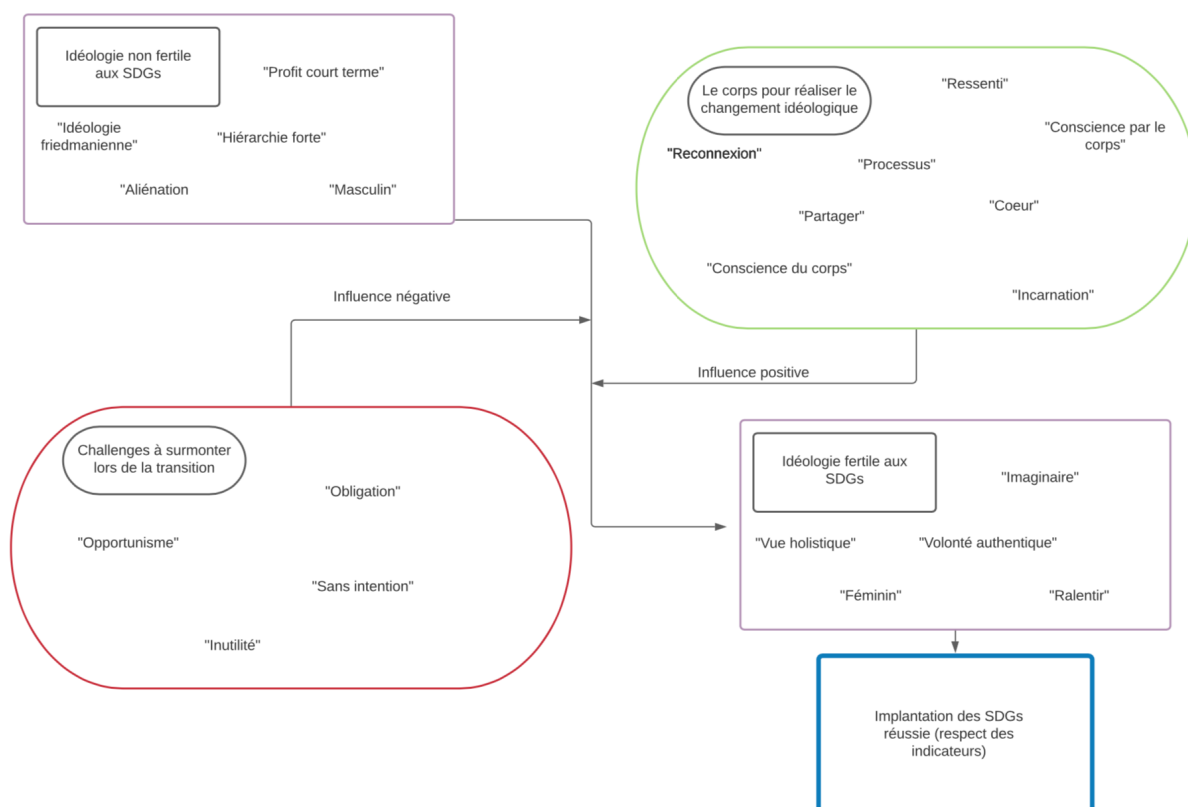 Idéologie non fertile
aux SDGs
"Profit court terme"
"Idéologie
friedmanienne"
"Hiérarchie forte"
"Aliénation
"Masculin"
Le corps pour réaliser le
changement idéologique
"Ressenti"
"Conscience par le
corps"
"Reconnexion"
"Processus"
"Partager"
"Coeur"
"Conscience du corps"
"Incarnation"
Influence négative
Influence positive
Challenges à surmonter
lors de la transition
"Obligation"
"Opportunisme"
"Sans intention"
"Inutilité"
Idéologie fertile aux
SDGs
"Imaginaire"
"Vue holistique"
"Volonté authentique"
"Féminin"
"Ralentir"
Implantation des SDGs
réussie (respect des
indicateurs)